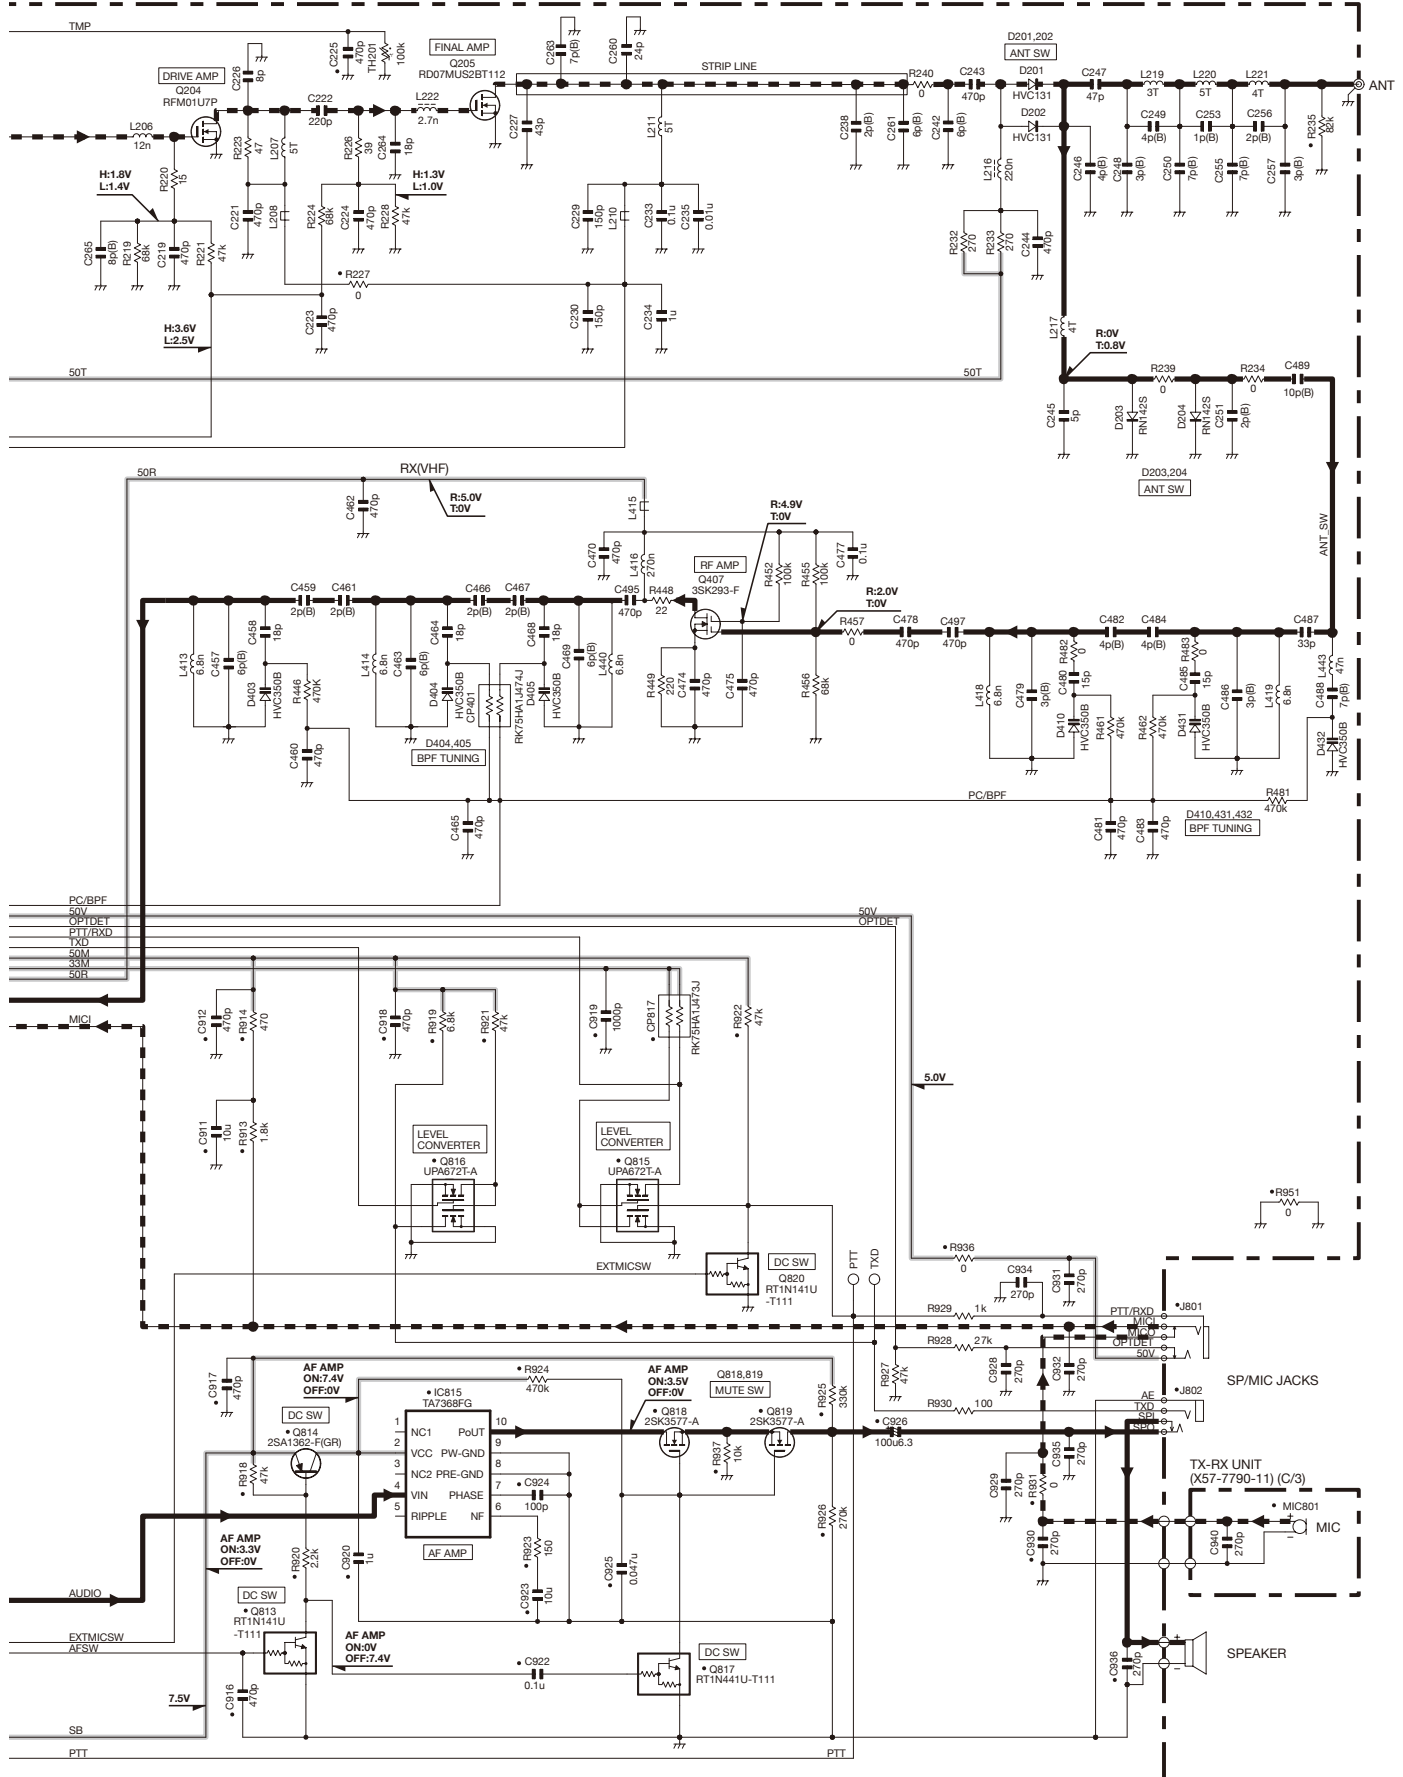 TMP
C226
8p
C225
470p
TH201
100k
FINAL AMP
Q205
RD07MUS2BT112
C263
7p(B)
C260
24p
STRIP LINE
D201,202
ANT SW
DRIVE AMP
Q204
RFM01U7P
C222
220p
L222
2.7n
R240
0
C243
470p
D201
HVC131
C247
47p
L219
3T
L220
5T
L221
4T
ANT
L206
12n
R223
47
L207
5T
R226
39
C264
18p
C227
43p
L211
5T
C238
2p(B)
C261
6p(B)
C242
6p(B)
D202
HVC131
C249
4p(B)
C253
1p(B)
C256
2p(B)
R235
82k
H:1.8V
L:1.4V
R220
15
H:1.3V
L:1.0V
L216
220n
C246
4p(B)
C248
3p(B)
C250
7p(B)
C255
7p(B)
C257
3p(B)
C265
8p(B)
R219
68k
C219
470p
R221
47k
C221
470p
L208
R224
68k
C224
470p
R228
47k
C229
150p
L210
C233
0.1u
C235
0.01u
R232
270
R233
270
C244
470p
R227
0
C223
470p
C230
150p
C234
1u
H:3.6V
L:2.5V
L217
4T
R:0V
T:0.8V
50T
50T
R239
0
R234
0
C489
10p(B)
C245
5p
D203
RN142S
D204
RN142S
C251
2p(B)
D203,204
ANT SW
50R
RX(VHF)
R:5.0V
T:0V
C462
470p
L415
R:4.9V
T:0V
ANT_SW
C470
470p
L416
270n
RF AMP
Q407
3SK293-F
R452
100k
R455
100k
C477
0.1u
R:2.0V
T:0V
C459
2p(B)
C461
2p(B)
C466
2p(B)
C467
2p(B)
C495
470p
R448
22
R457
0
C478
470p
C497
470p
C482
4p(B)
C484
4p(B)
C487
33p
L413
6.8n
C457
6p(B)
C458
18p
D403
HVC350B
R446
470K
L414
6.8n
C463
6p(B)
C464
18p
D404
HVC350B
CP401
RK75HA1J474J
C468
18p
D405
HVC350B
C469
6p(B)
L440
6.8n
R449
220
C474
470p
C475
470p
R456
68k
L418
6.8n
C479
3p(B)
R482
0
C480
15p
D410
HVC350B
R461
470k
R462
470k
R483
0
C485
15p
D431
HVC350B
C486
3p(B)
L419
6.8n
L443
47n
C488
7p(B)
D432
HVC350B
C460
470p
D404,405
BPF TUNING
PC/BPF
R481
470k
C465
470p
C481
470p
C483
470p
D410,431,432
BPF TUNING
PC/BPF
50V
OPTDET
PTT/RXD
TXD
50M
33M
50R
50V
OPTDET
MICI
C912
470p
R914
470
C918
470p
R919
6.8k
R921
47k
C919
1000p
CP817
RK75HA1J473J
R922
47k
5.0V
C911
10u
R913
1.8k
LEVEL
CONVERTER
Q816
UPA672T-A
LEVEL
CONVERTER
Q815
UPA672T-A
R951
0
EXTMICSW
DC SW
Q820
RT1N141U
-T111
PTT
TXD
R936
0
C934
270p
C931
270p
R929 1k
PTT/RXD
MICI
MICO
OPTDET
50V
J801
R928 27k
C928
270p
C932
270p
R927
47k
R930 100
AE
TXD
SPI
SPO
J802
SP/MIC JACKS
C917
470p
AF AMP
ON:7.4V
OFF:0V
R924
470k
AF AMP
ON:3.5V
OFF:0V
Q818,819
MUTE SW
R925
330k
DC SW
Q814
2SA1362-F(GR)
IC815
TA7368FG
1
NC1
2
VCC
3
NC2
4
VIN
5
RIPPLE
10
PoUT
9
PW-GND
8
PRE-GND
7
PHASE
6
NF
AF AMP
Q818
2SK3577-A
Q819
2SK3577-A
R937
10k
C926
100u6.3
C935
270p
R918
47k
C924
100p
C929
270p
R931
0
TX-RX UNIT
(X57-7790-11) (C/3)
MIC801
+
−
MIC
AF AMP
ON:3.3V
OFF:0V
R920
2.2k
C920
1u
R923
150
C923
10u
C925
0.047u
R926
270k
C930
270p
C940
270p
AUDIO
DC SW
Q813
RT1N141U
-T111
EXTMICSW
AFSW
AF AMP
ON:0V
OFF:7.4V
C922
0.1u
DC SW
Q817
RT1N441U-T111
C936
270p
+
−
SPEAKER
C916
470p
7.5V
SB
PTT
PTT